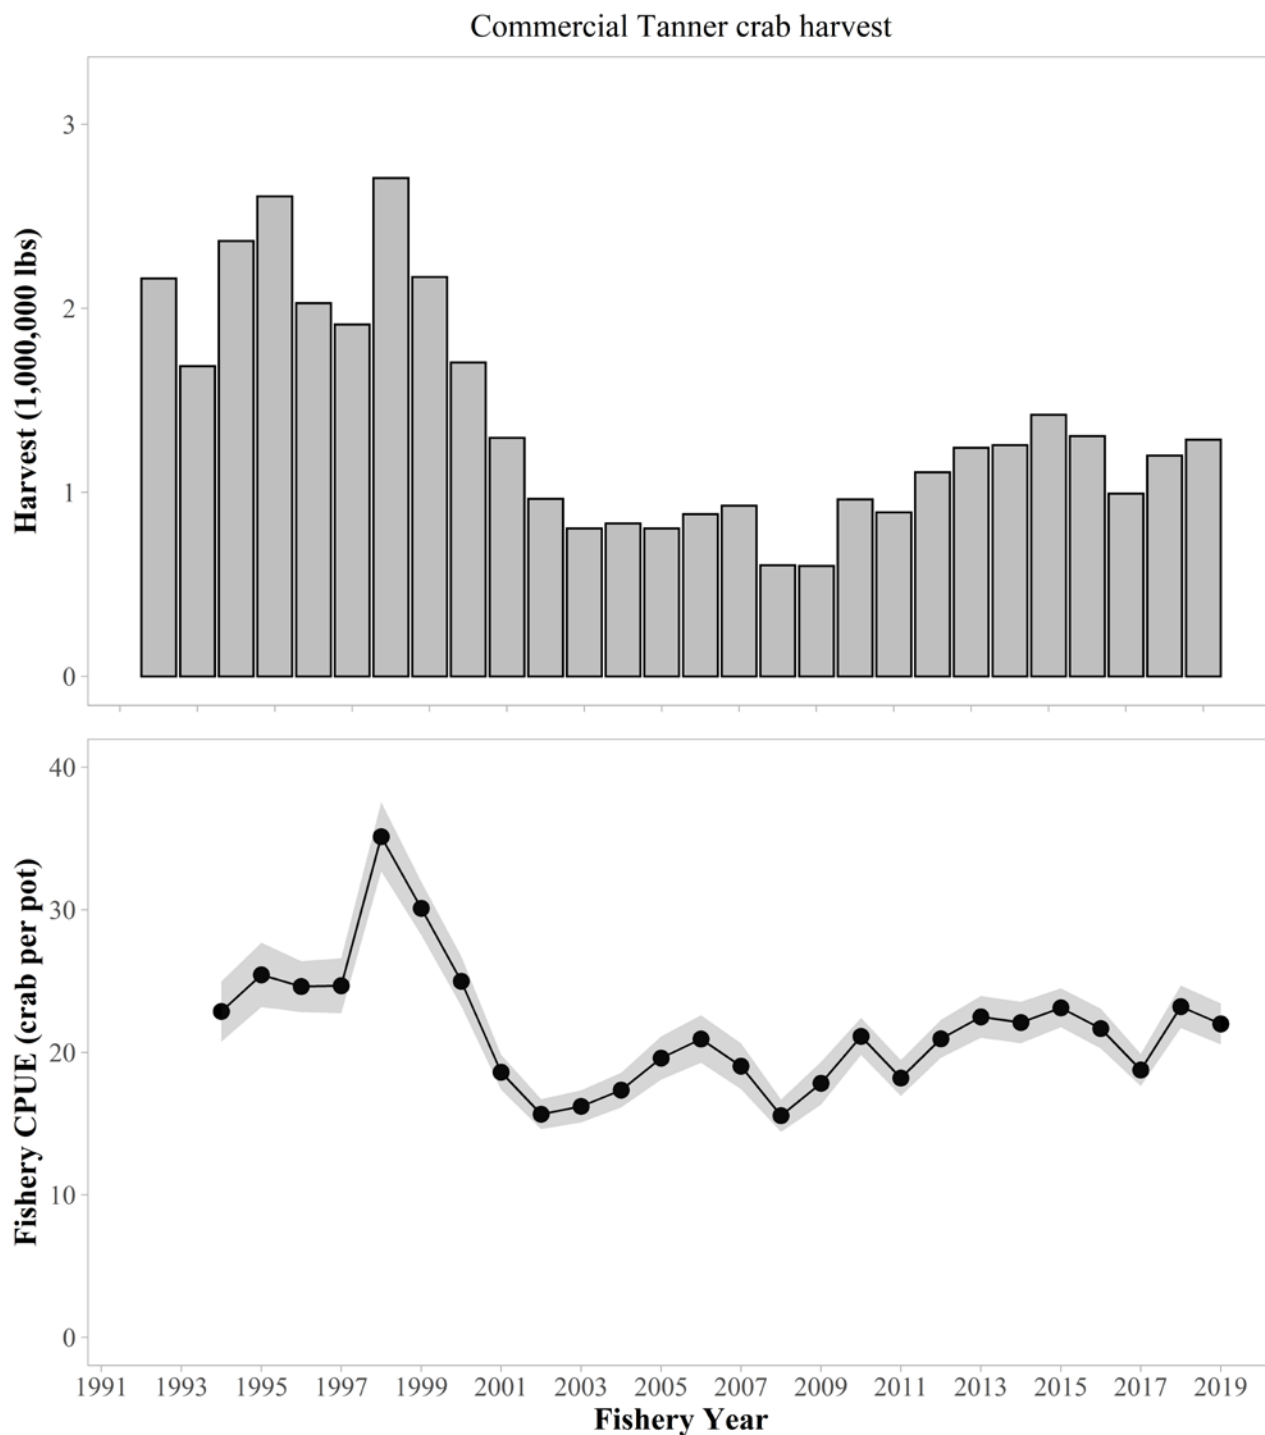 Commercial Tanner crab harvest
Harvest (1,000,000 lbs)
3
2
1
0
Fishery CPUE (crab per pot)
40
30
20
10
0
1991 1993 1995 1997 1999 2001 2003 2005 2007 2009 2011 2013 2015 2017 2019
Fishery Year